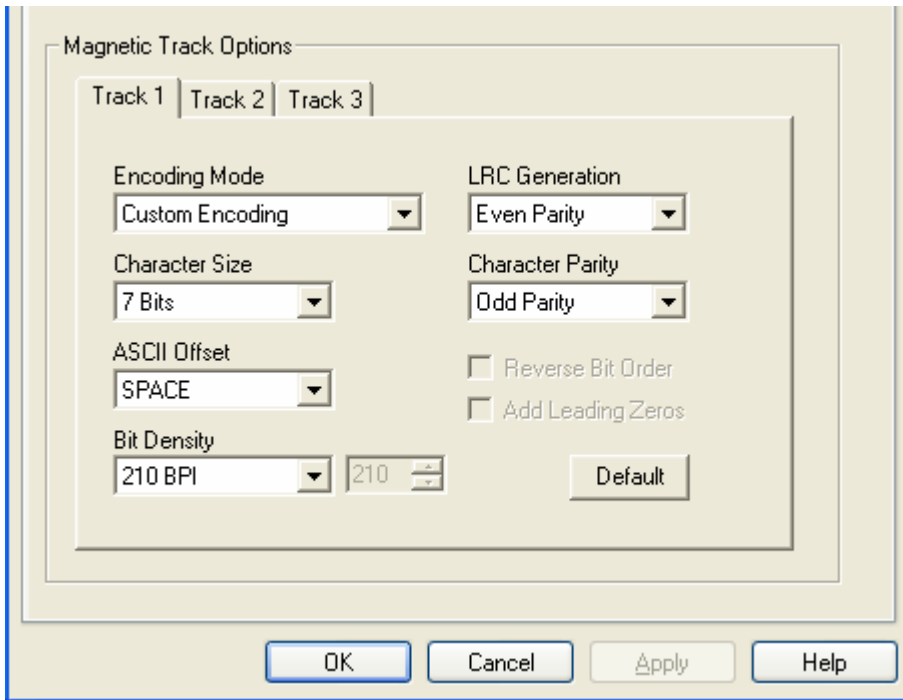 Magnetic Track Options
Track 1 Track 2 Track 3
Encoding Mode LRC Generation
Custom Encoding Even Parity
Character Size Character Parity
7 Bits Odd Parity
ASCII Offset
SPACE
Reverse Bit Order
Add Leading Zeros
Bit Density
210 BPI 210 Default
OK Cancel Apply Help